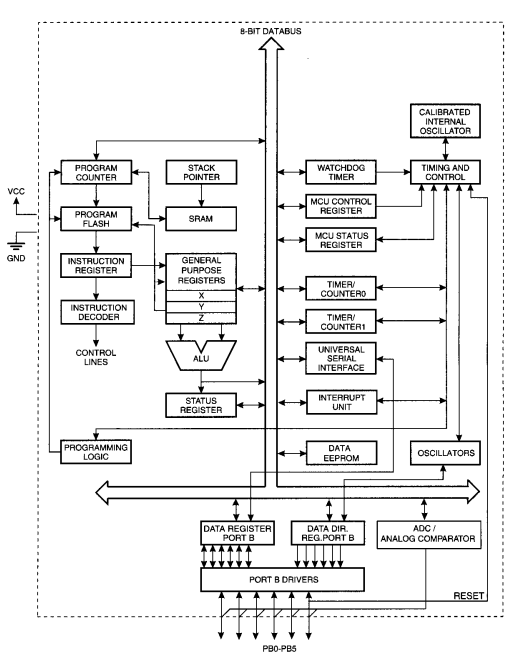 8-BIT DATABUS
CALIBRATED
INTERNAL
OSCILLATOR
PROGRAM
COUNTER
STACK
POINTER
WATCHDOG
TIMER
TIMING AND
CONTROL
VCC
GND
PROGRAM
FLASH
SRAM
MCU CONTROL
REGISTER
MCU STATUS
REGISTER
INSTRUCTION
REGISTER
GENERAL
PURPOSE
REGISTERS
X
Y
Z
INSTRUCTION
DECODER
TIMER/
COUNTER0
TIMER/
COUNTER1
CONTROL
LINES
ALU
UNIVERSAL
SERIAL
INTERFACE
STATUS
REGISTER
INTERRUPT
UNIT
PROGRAMMING
LOGIC
DATA
EEPROM
OSCILLATORS
DATA REGISTER
PORT B
DATA DIR.
REG.PORT B
ADC /
ANALOG COMPARATOR
PORT B DRIVERS
RESET
PB0-PB5